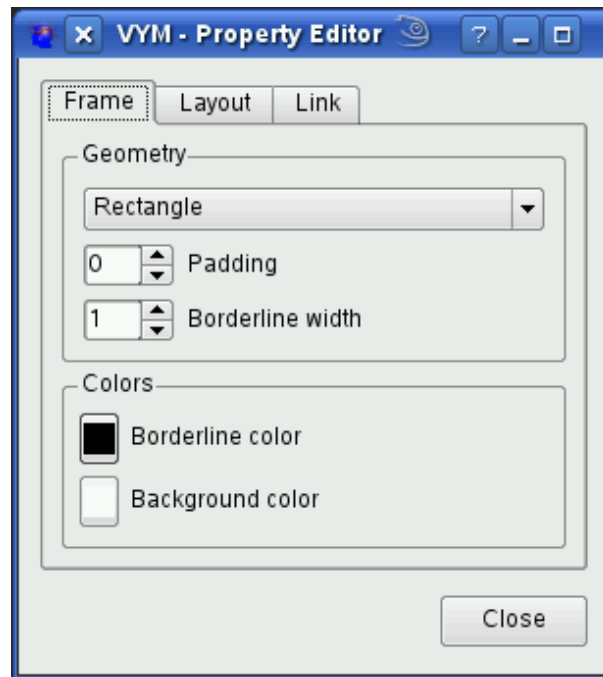 VYM - Property Editor ?
Frame Layout Link
Geometry
Rectangle
0 Padding
1 Borderline width
Colors
Borderline color
Background color
Close